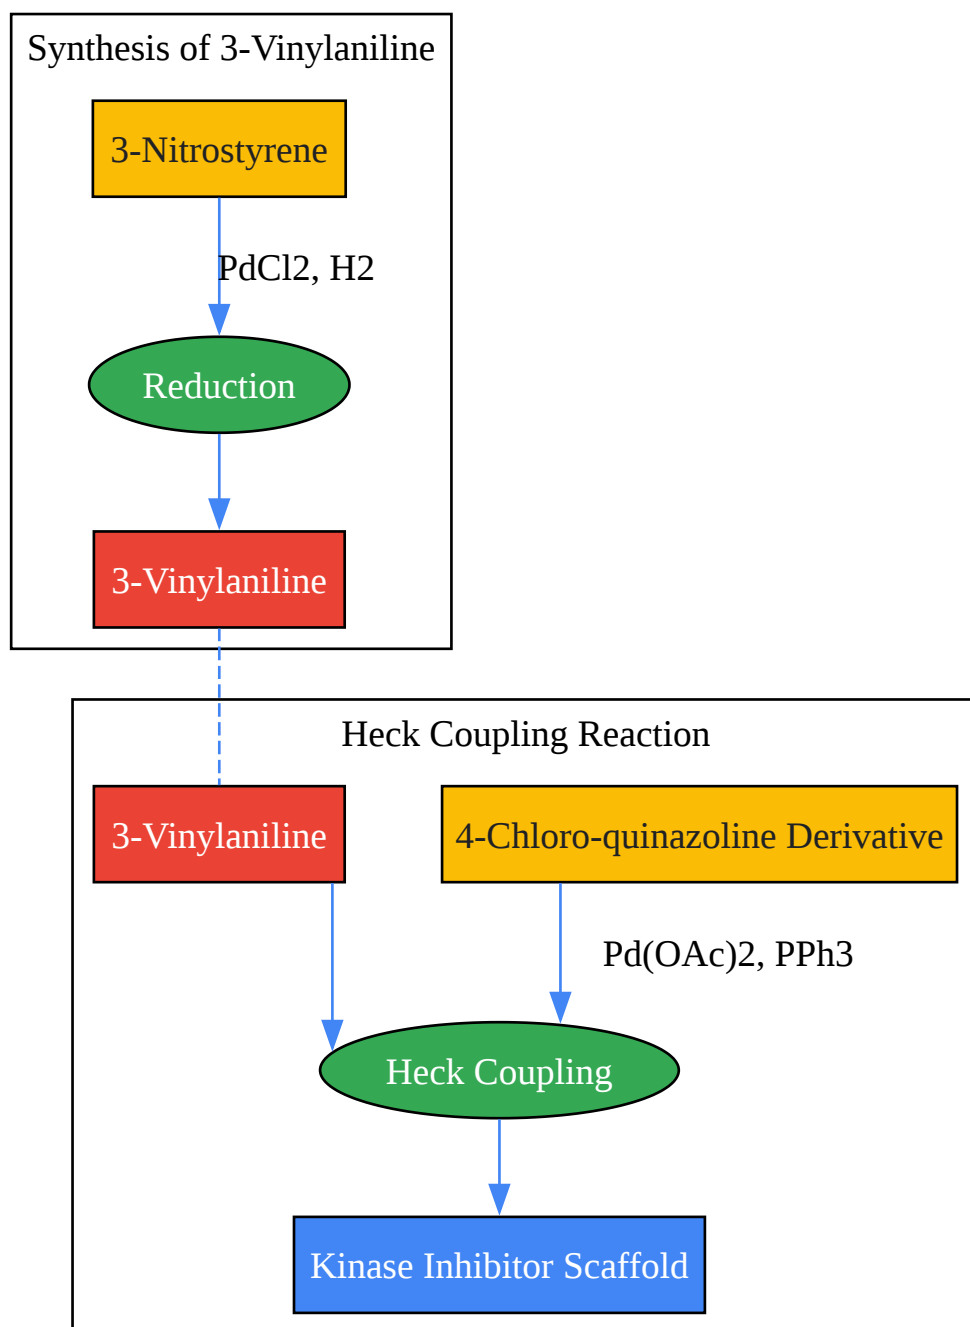 Synthesis of 3-Vinylaniline
3-Nitrostyrene
PdCl2, H2
Reduction
3-Vinylaniline
Heck Coupling Reaction
3-Vinylaniline
4-Chloro-quinazoline Derivative
Pd(OAc)2, PPh3
Heck Coupling
Kinase Inhibitor Scaffold